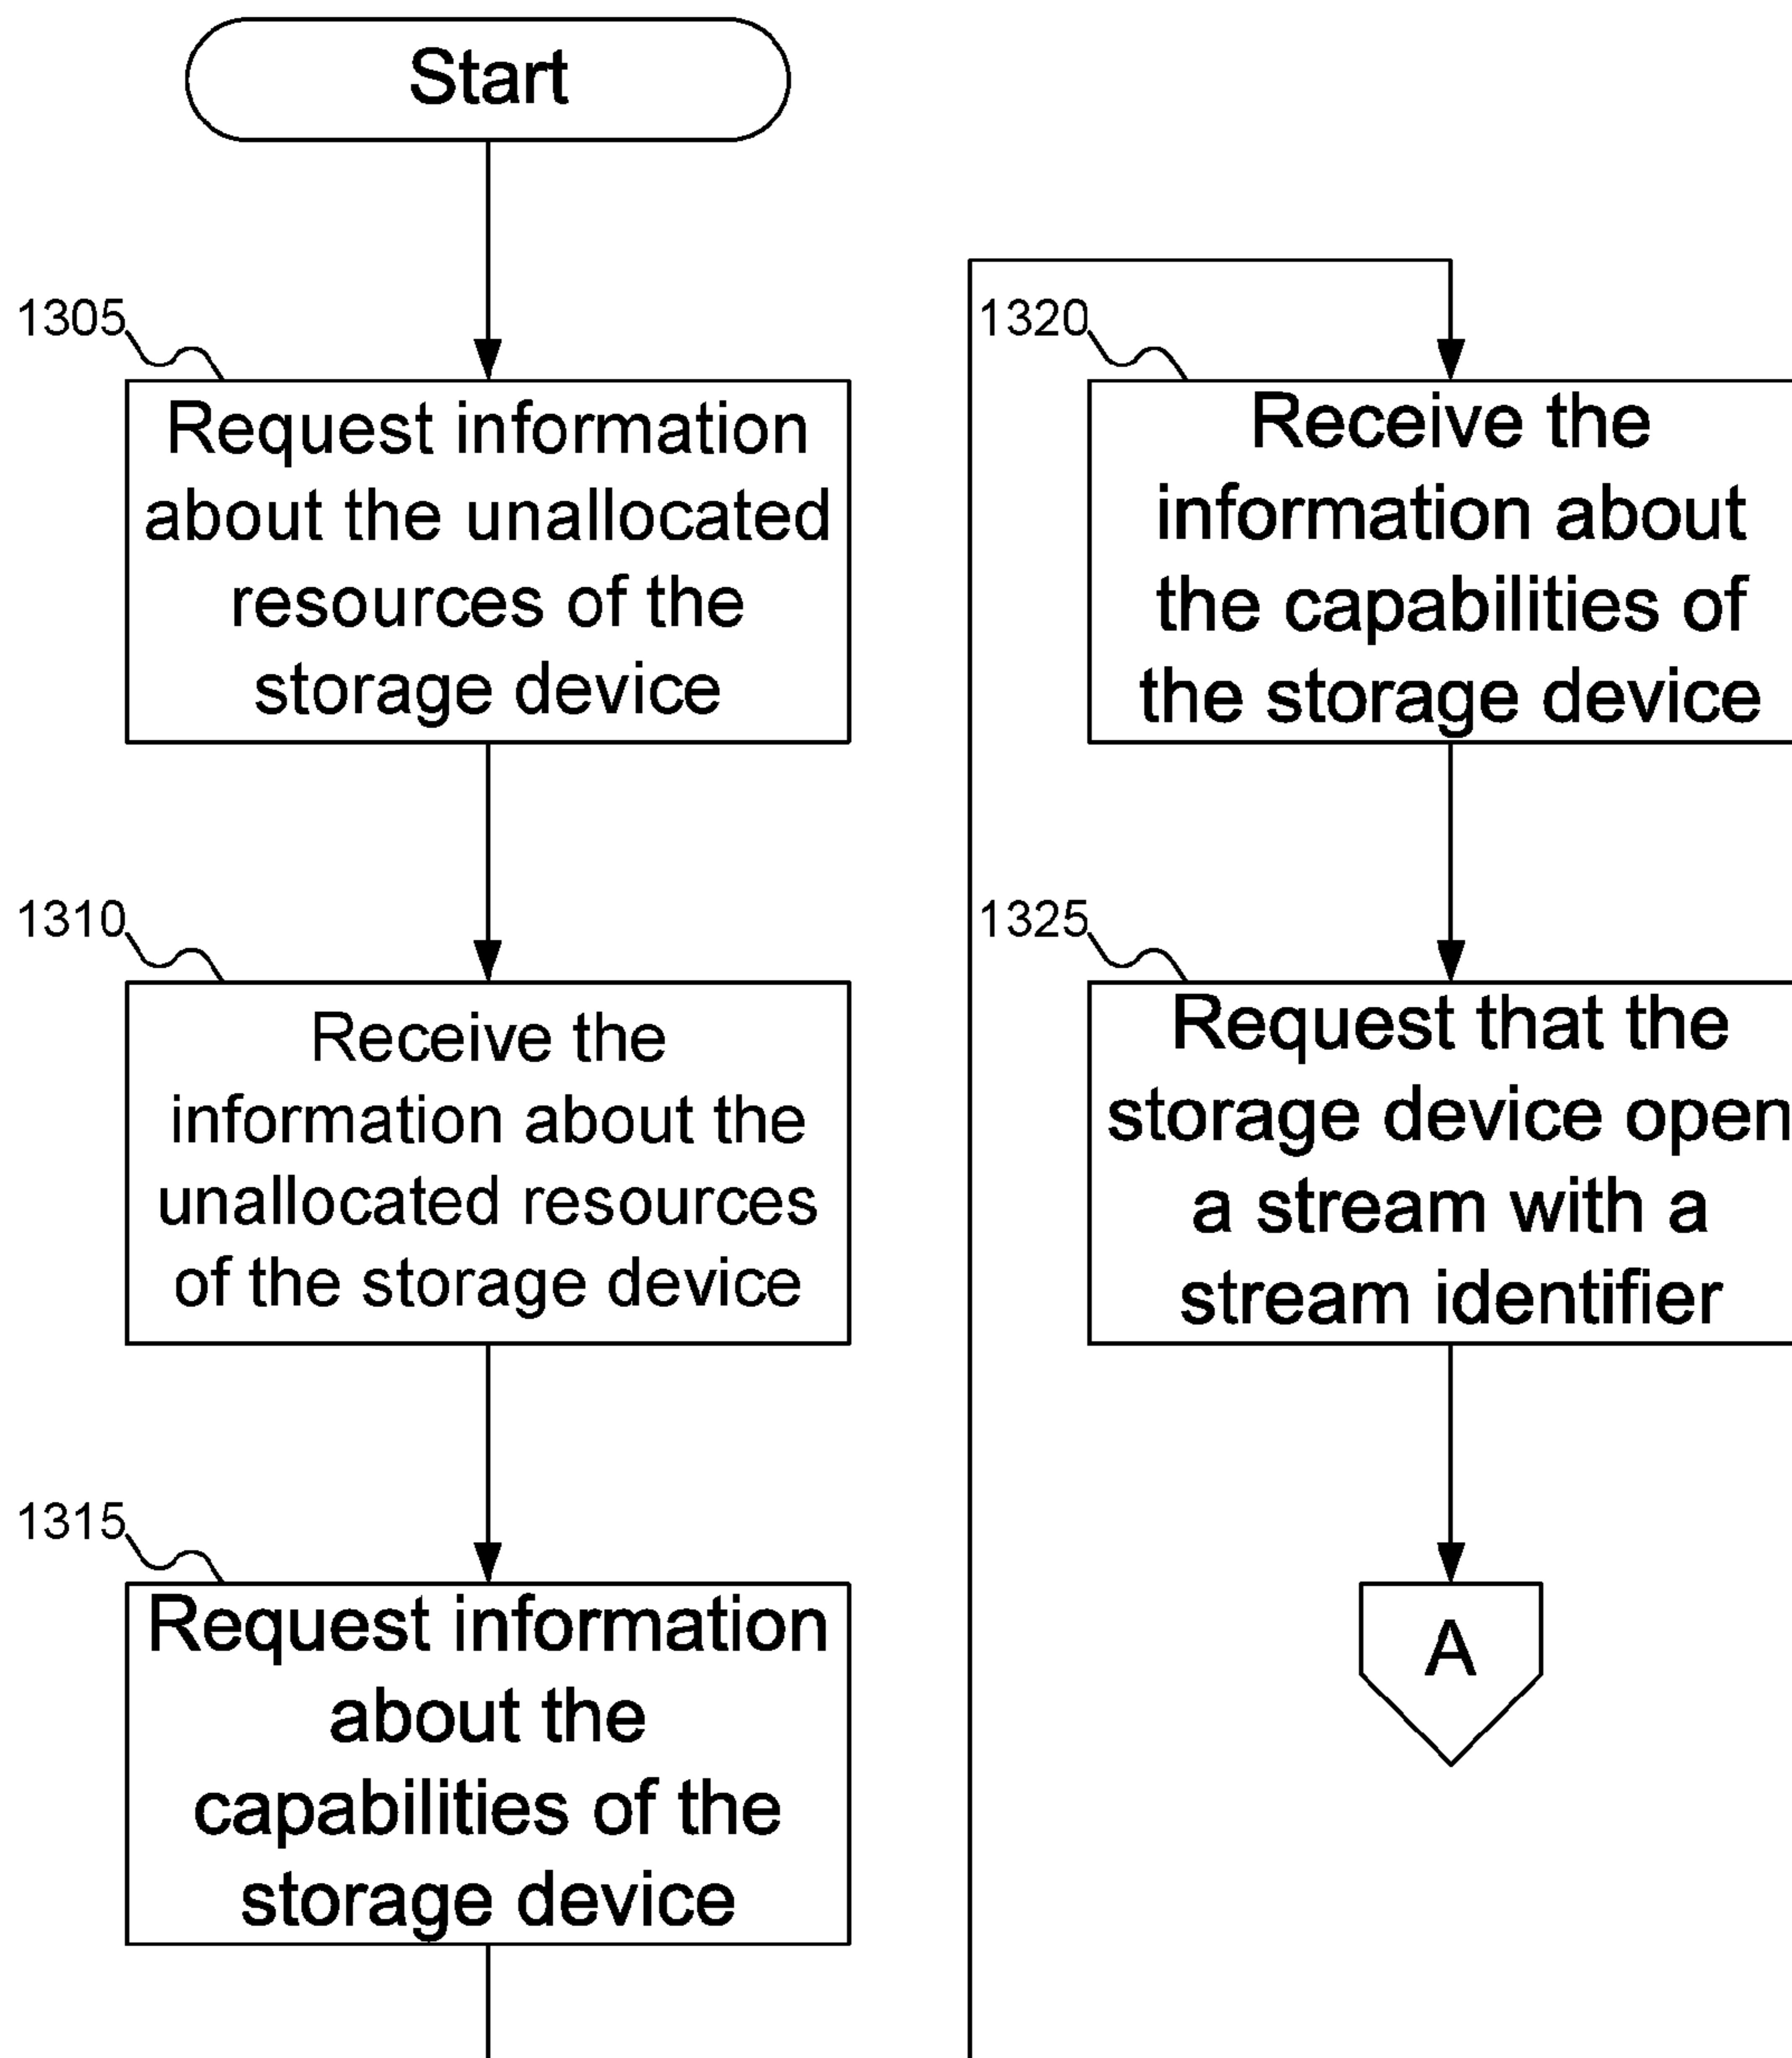 Start
1305
Request information
about the unallocated
resources of the
storage device
1310
Receive the
information about the
unallocated resources
of the storage device
1315
Request information
about the
capabilities of the
storage device
1320
Receive the
information about
the capabilities of
the storage device
1325
Request that the
storage device open
a stream with a
stream identifier
A